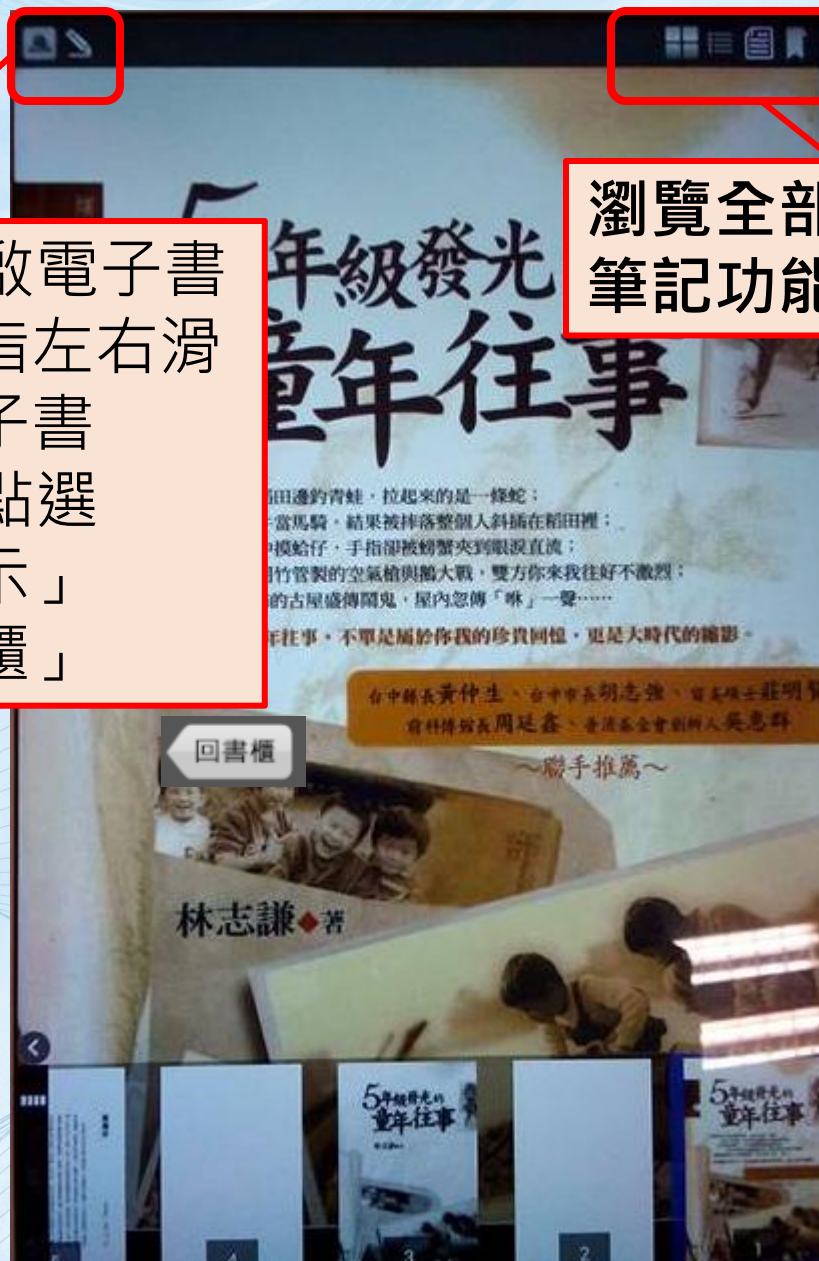 瀏覽全部
筆記功能
啟電子書
指左右滑
子書
點選
示」
櫃」
5年級發光
童年往事
稻田邊釣青蛙,拉起來的是一條蛇;
當馬騎,結果被摔落整個人斜插在稻田裡;
摸蛤仔,手指卻被螃蟹夾到眼淚直流;
用竹管製的空氣槍與鵝大戰,雙方你來我往好不激烈;
的古屋盛傳鬧鬼,屋內忽傳「咻」一聲……
年往事,不單是屬於你我的珍貴回憶,更是大時代的縮影。
台中縣長黃仲生、台中市長胡志強、留美碩士莊明
前科博館長周延鑫、普濟基金會創辦人吳惠群
~聯手推薦~
回書櫃
林志謙◆著
5年級發光的
童年往事
5年級發光的
童年往事
5
4
3
2
1